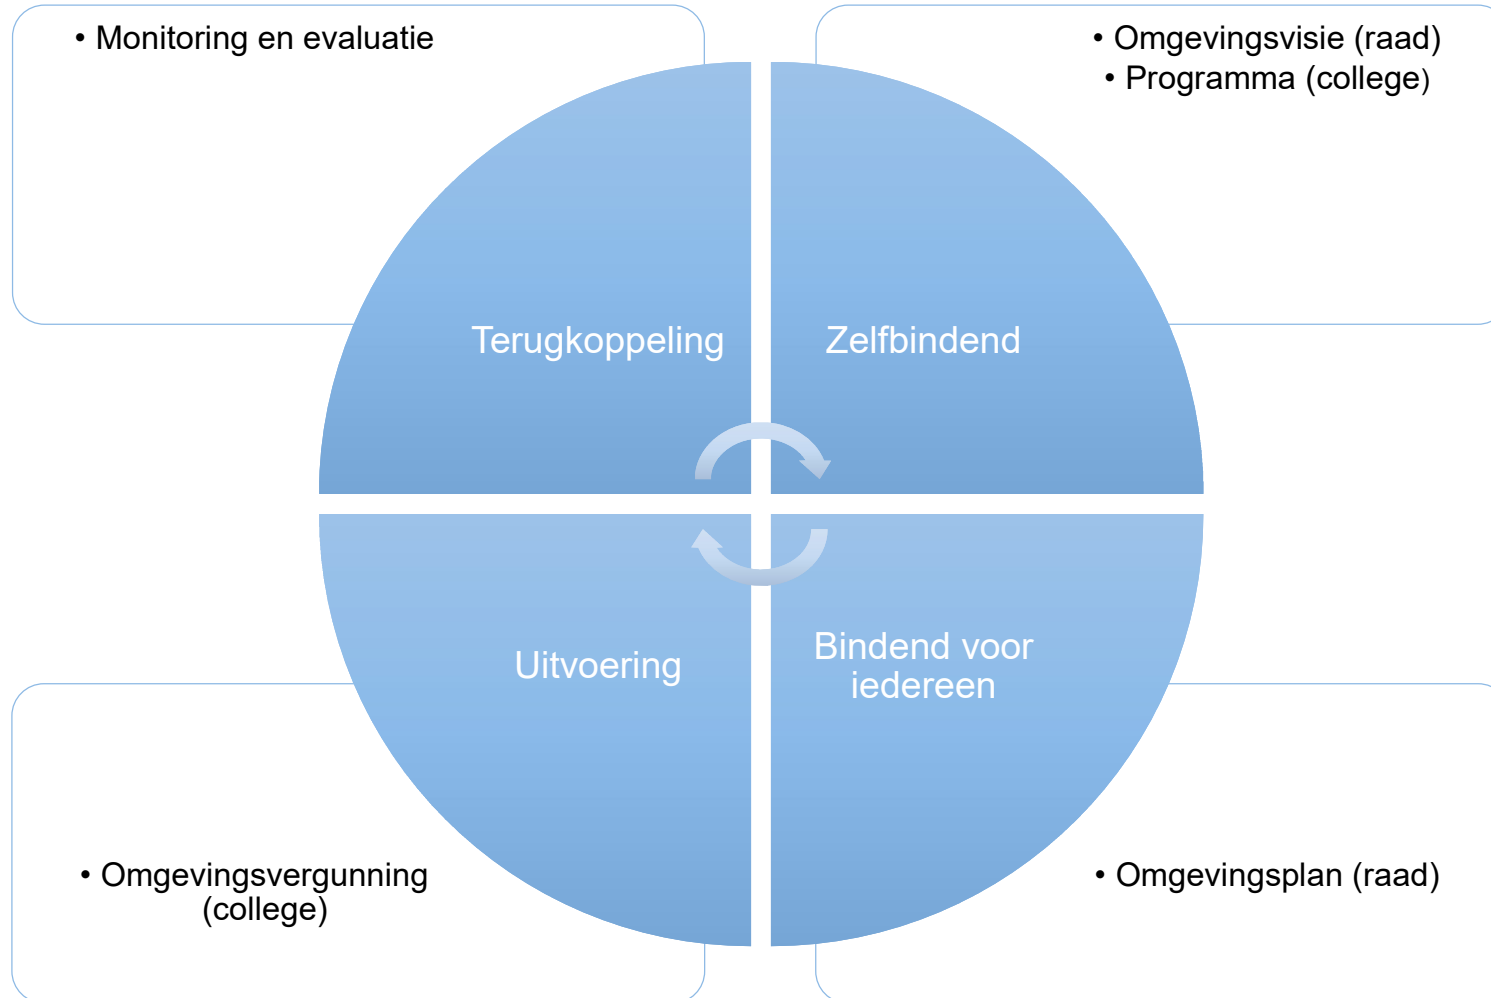 • Monitoring en evaluatie
• Omgevingsvisie (raad)
• Programma (college)
Terugkoppeling
Zelfbindend
Uitvoering
Bindend voor
iedereen
• Omgevingsvergunning
(college)
• Omgevingsplan (raad)